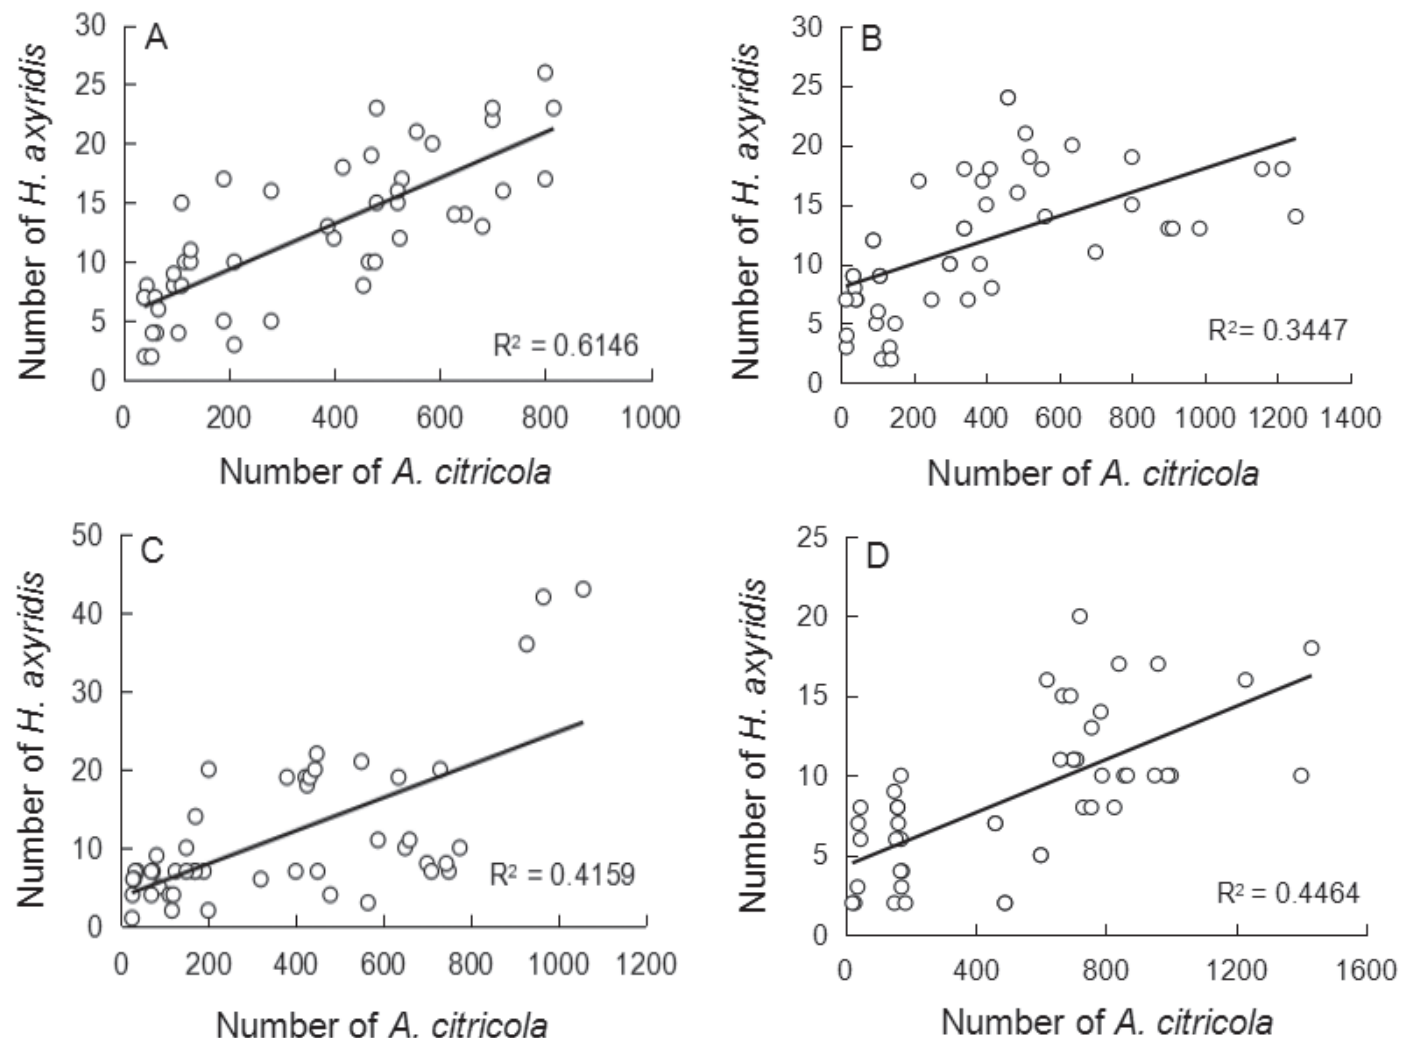 A
Number of H. axyridis
30
25
20
15
10
5
0
R² = 0.6146
0 200 400 600 800 1000
Number of A. citricola
B
Number of H. axyridis
30
25
20
15
10
5
0
R²= 0.3447
0 200 400 600 800 1000 1200 1400
Number of A. citricola
C
Number of H. axyridis
50
40
30
20
10
0
R² = 0.4159
0 200 400 600 800 1000 1200
Number of A. citricola
D
Number of H. axyridis
25
20
15
10
5
0
R² = 0.4464
0 400 800 1200 1600
Number of A. citricola